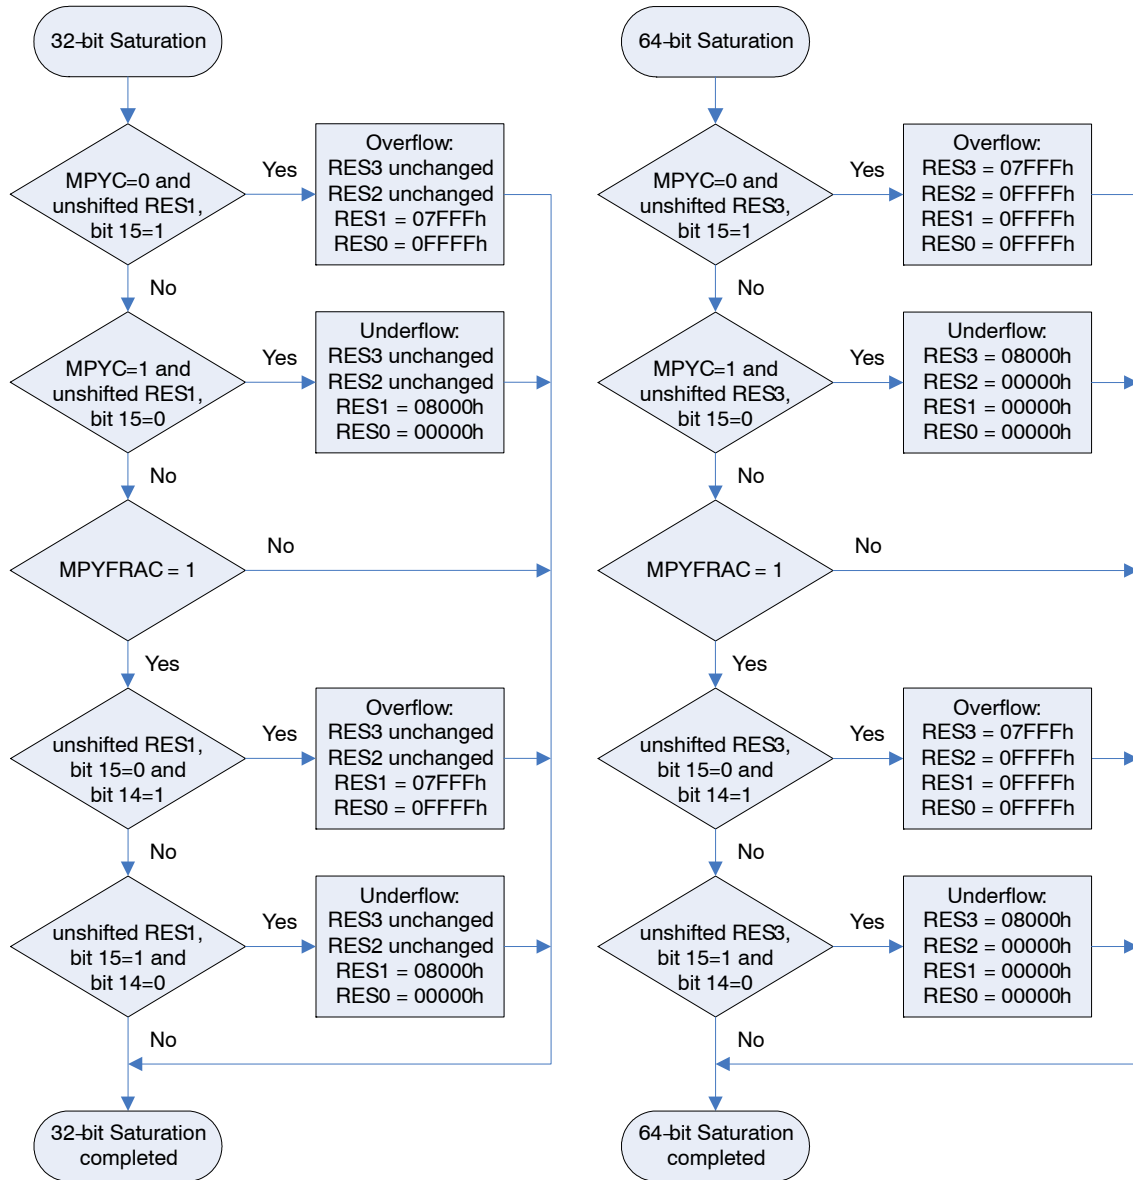 32-bit Saturation
MPYC=0 and
unshifted RES1,
bit 15=1
Yes
Overflow:
RES3 unchanged
RES2 unchanged
RES1 = 07FFFh
RES0 = 0FFFFh
No
MPYC=1 and
unshifted RES1,
bit 15=0
Yes
Underflow:
RES3 unchanged
RES2 unchanged
RES1 = 08000h
RES0 = 00000h
No
MPYFRAC = 1
No
Yes
unshifted RES1,
bit 15=0 and
bit 14=1
Yes
Overflow:
RES3 unchanged
RES2 unchanged
RES1 = 07FFFh
RES0 = 0FFFFh
No
unshifted RES1,
bit 15=1 and
bit 14=0
Yes
Underflow:
RES3 unchanged
RES2 unchanged
RES1 = 08000h
RES0 = 00000h
No
32-bit Saturation
completed
64-bit Saturation
MPYC=0 and
unshifted RES3,
bit 15=1
Yes
Overflow:
RES3 = 07FFFh
RES2 = 0FFFFh
RES1 = 0FFFFh
RES0 = 0FFFFh
No
MPYC=1 and
unshifted RES3,
bit 15=0
Yes
Underflow:
RES3 = 08000h
RES2 = 00000h
RES1 = 00000h
RES0 = 00000h
No
MPYFRAC = 1
No
Yes
unshifted RES3,
bit 15=0 and
bit 14=1
Yes
Overflow:
RES3 = 07FFFh
RES2 = 0FFFFh
RES1 = 0FFFFh
RES0 = 0FFFFh
No
unshifted RES3,
bit 15=1 and
bit 14=0
Yes
Underflow:
RES3 = 08000h
RES2 = 00000h
RES1 = 00000h
RES0 = 00000h
No
64-bit Saturation
completed